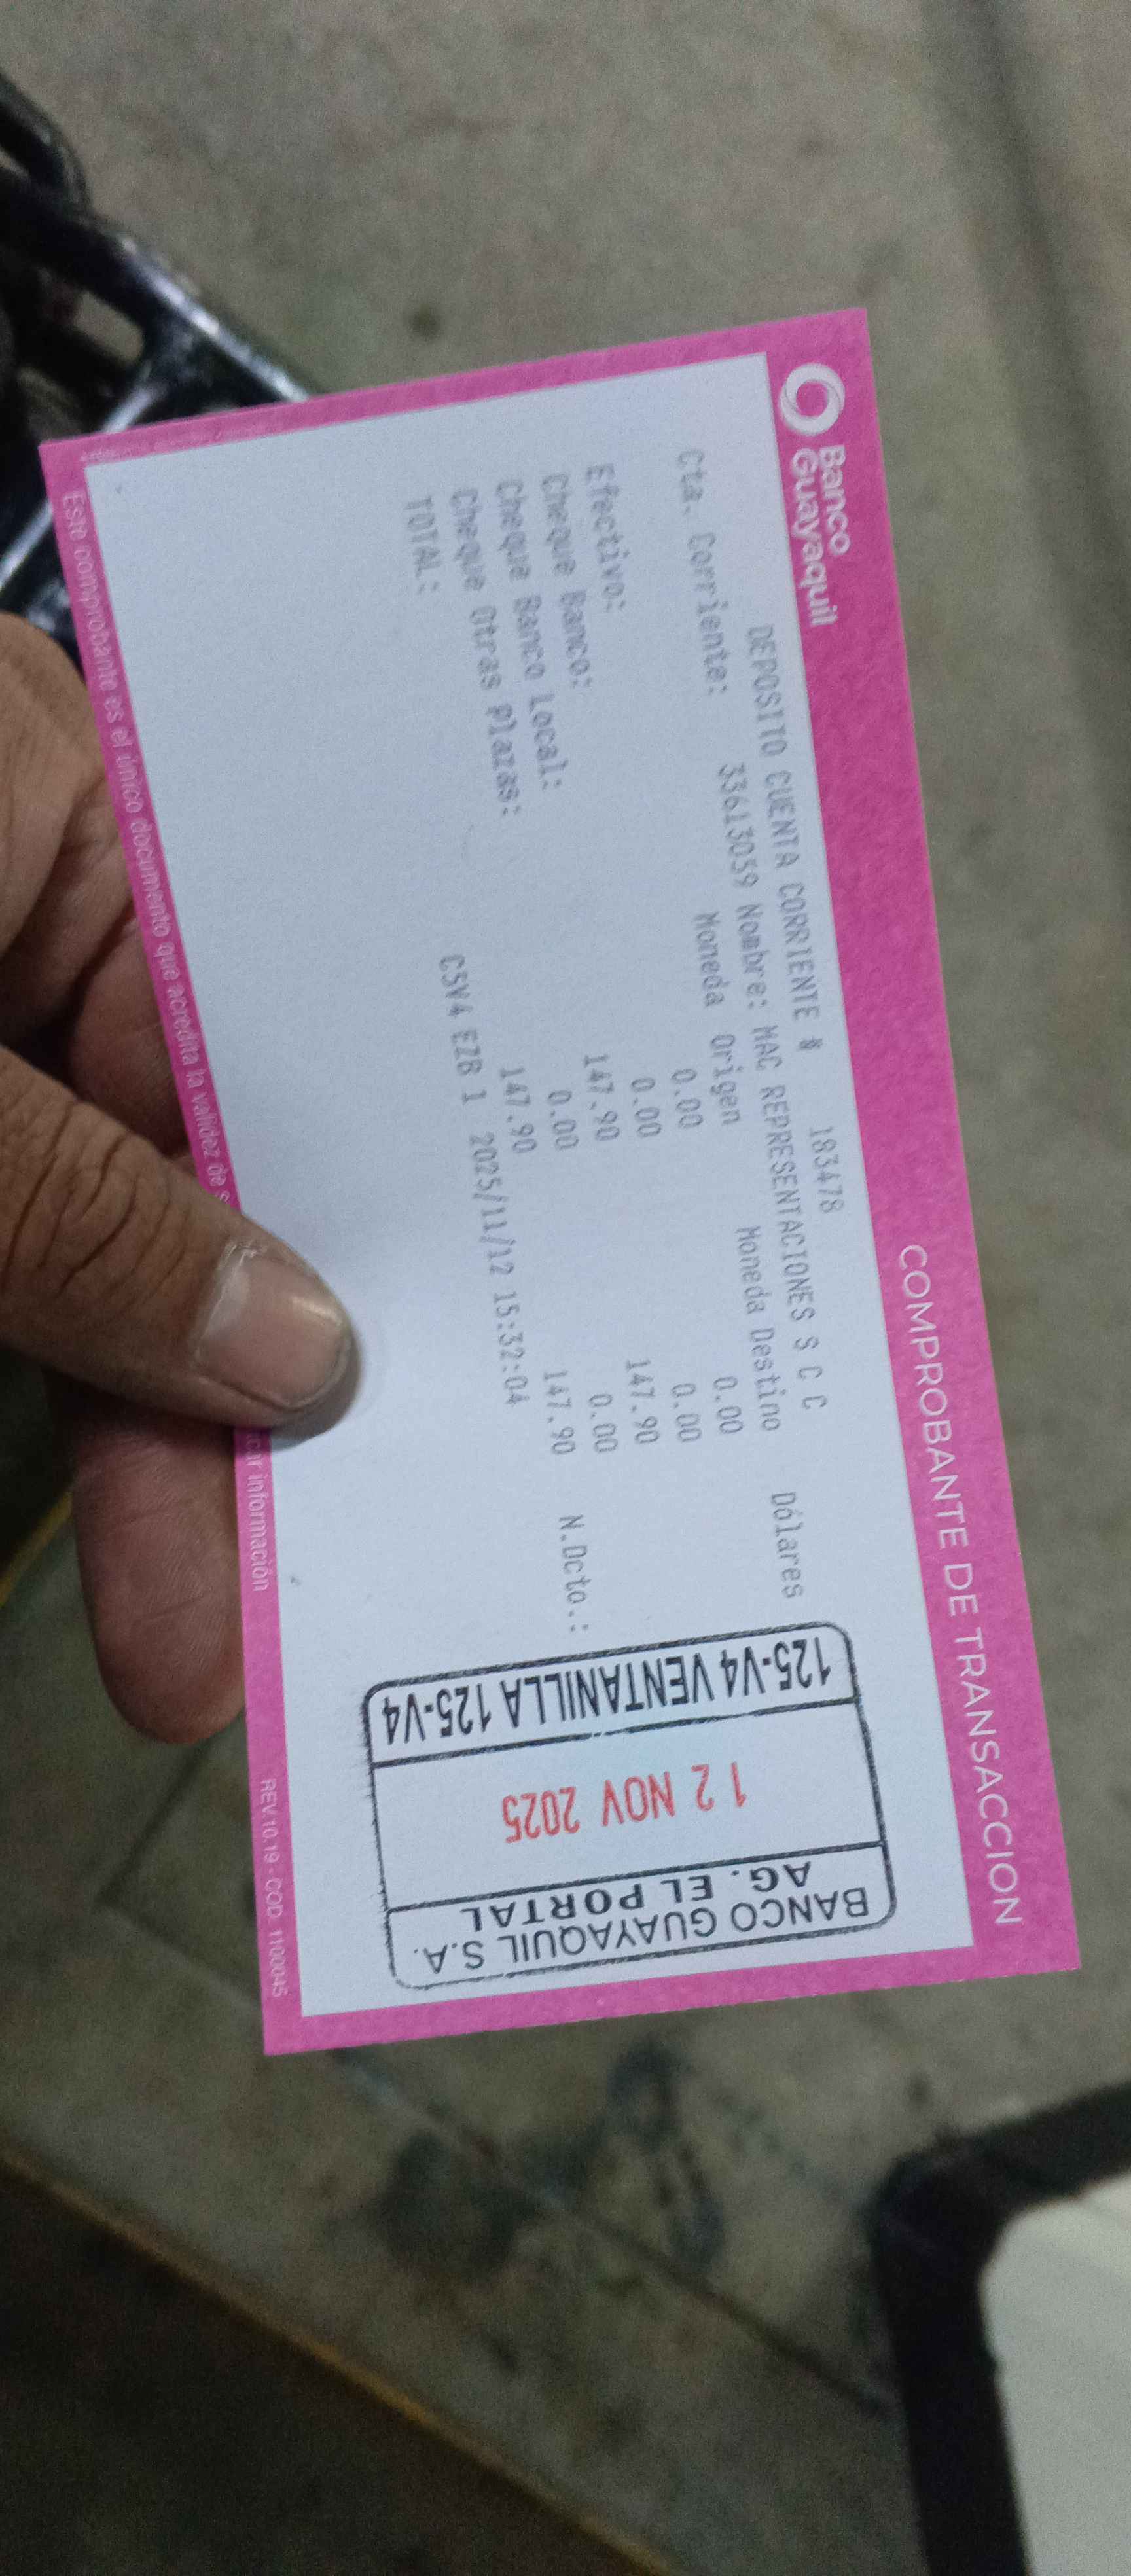 Banco
Guayaquil
COMPROBANTE DE TRANSACCION
DEPOSITO CUENTA CORRIENTE # 183478
Cta. Corriente: 33613059 Nombre: MAC REPRESENTACIONES S C C
Moneda Origen Moneda Destino Dólares
Efectivo: 0.00 0.00
Cheque Banco: 0.00 0.00
Cheque Banco Local: 147.90 147.90
Cheque Otras Plazas: 0.00 0.00
TOTAL: 147.90 147.90 N.Dcto.:
CSV4 EZB 1 2025/11/12 15:32:04
BANCO GUAYAQUIL S.A.
AG. EL PORTAL
12 NOV 2025
125-V4 VENTANILLA 125-V4
Este comprobante es el único documento que acredita la validez de información
REV.10.19 - COD. 1100045